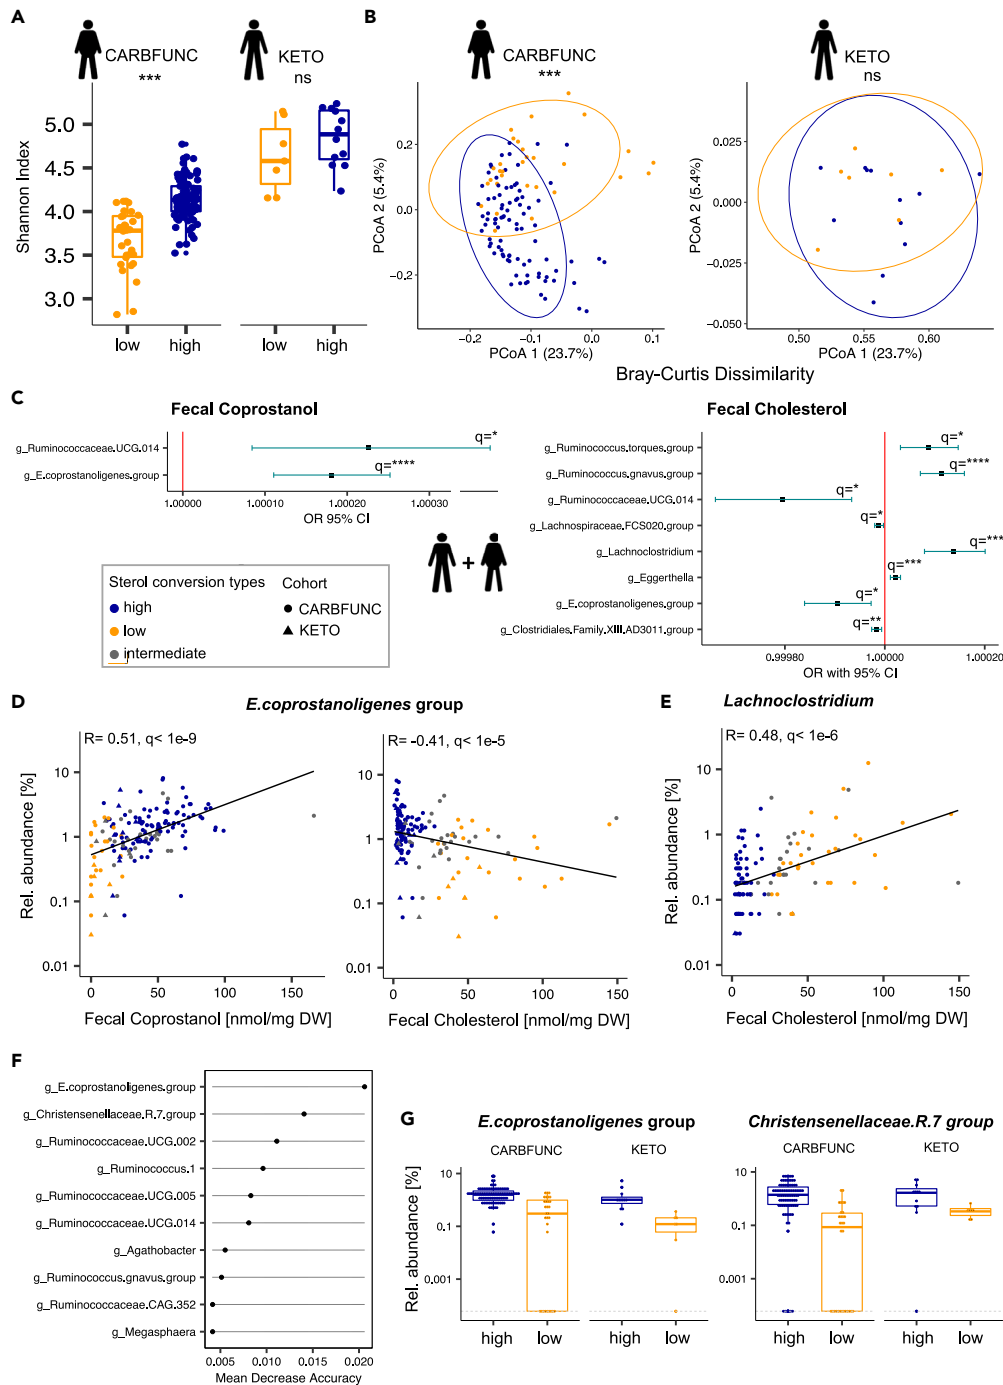 A
CARBFUNC
***
KETO
ns
Shannon Index
5.0
4.5
4.0
3.5
3.0
low
high
low
high
B
CARBFUNC
***
KETO
ns
PCoA 2 (5.4%)
0.2
0.0
−0.2
−0.2
−0.1
0.0
0.1
PCoA 1 (23.7%)
PCoA 2 (5.4%)
0.025
0.000
−0.025
−0.050
0.50
0.55
0.60
PCoA 1 (23.7%)
Bray-Curtis Dissimilarity
C
Fecal Coprostanol
g_Ruminococcaceae.UCG.014
q=*
g_E.coprostanoligenes.group
q=****
1.00000
1.00010
1.00020
1.00030
OR 95% CI
Fecal Cholesterol
g_Ruminococcus.torques.group
q=*
g_Ruminococcus.gnavus.group
q=****
g_Ruminococcaceae.UCG.014
q=*
g_Lachnospiraceae.FCS020.group
q=*
g_Lachnoclostridium
q=***
g_Eggerthella
q=***
g_E.coprostanoligenes.group
q=*
g_Clostridiales.Family.XIII.AD3011.group
q=**
0.99980
1.00000
1.00020
OR with 95% CI
+
Sterol conversion types
high
low
intermediate
Cohort
CARBFUNC
KETO
D
E.coprostanoligenes group
R= 0.51, q< 1e-9
Rel. abundance [%]
10
1
0.1
0.01
0
50
100
150
Fecal Coprostanol [nmol/mg DW]
R= -0.41, q< 1e-5
10
1
0.1
0.01
0
50
100
150
Fecal Cholesterol [nmol/mg DW]
E
Lachnoclostridium
R= 0.48, q< 1e-6
Rel. abundance [%]
10
1
0.1
0.01
0
50
100
150
Fecal Cholesterol [nmol/mg DW]
F
g_E.coprostanoligenes.group
g_Christensenellaceae.R.7.group
g_Ruminococcaceae.UCG.002
g_Ruminococcus.1
g_Ruminococcaceae.UCG.005
g_Ruminococcaceae.UCG.014
g_Agathobacter
g_Ruminococcus.gnavus.group
g_Ruminococcaceae.CAG.352
g_Megasphaera
0.005
0.010
0.015
0.020
Mean Decrease Accuracy
G
E.coprostanoligenes group
CARBFUNC
KETO
Rel. abundance [%]
10
0.1
0.001
high
low
high
low
Christensenellaceae.R.7 group
CARBFUNC
KETO
10
0.1
0.001
high
low
high
low